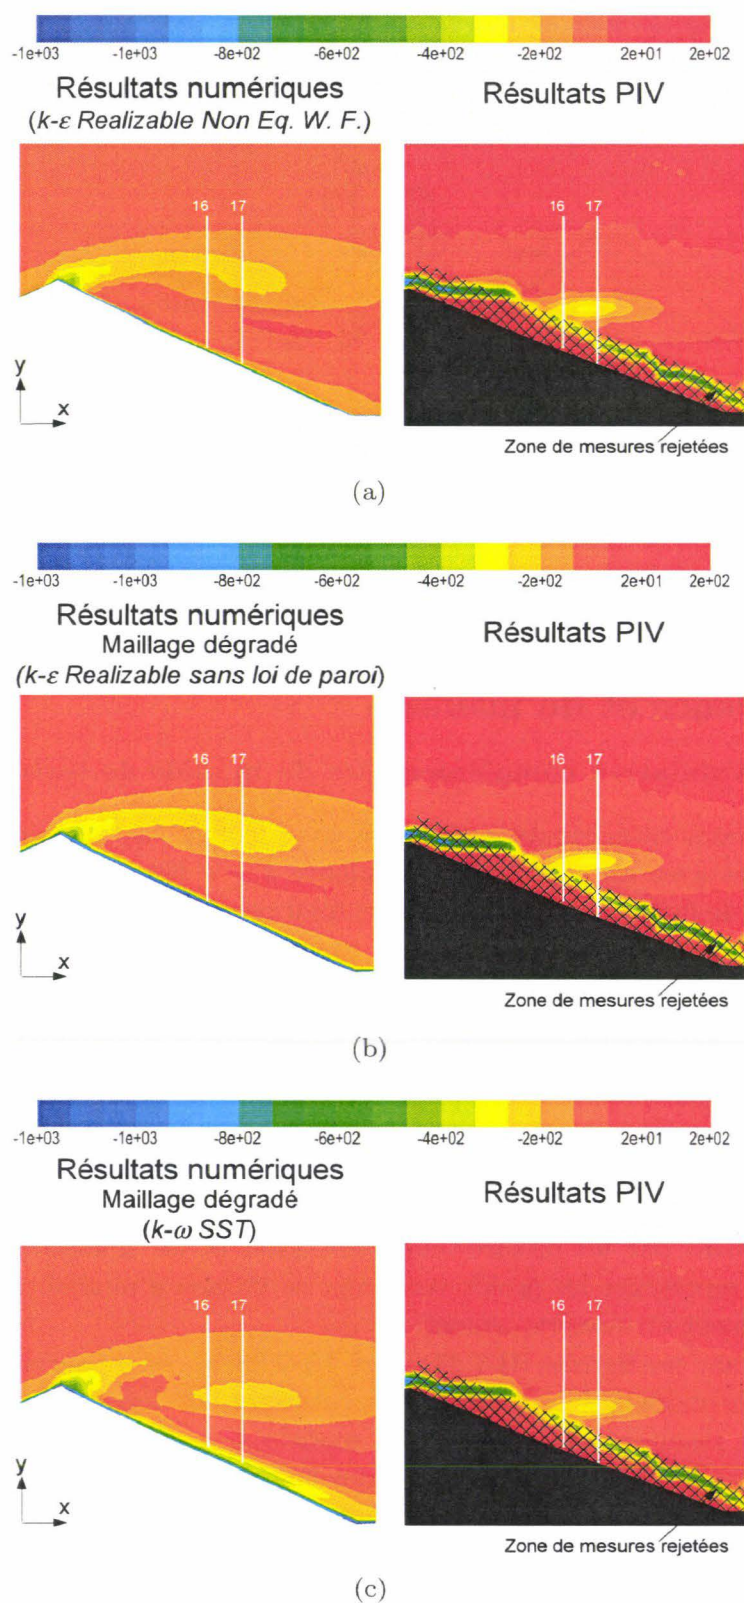 -1e+03 -1e+03 -8e+02 -6e+02 -4e+02 -2e+02 2e+01 2e+02
Résultats numériques
(k-ε Realizable Non Eq. W. F.)
Résultats PIV
16 17
16 17
y
x
Zone de mesures rejetées
(a)
-1e+03 -1e+03 -8e+02 -6e+02 -4e+02 -2e+02 2e+01 2e+02
Résultats numériques
Maillage dégradé
(k-ε Realizable sans loi de paroi)
Résultats PIV
16 17
16 17
y
x
Zone de mesures rejetées
(b)
-1e+03 -1e+03 -8e+02 -6e+02 -4e+02 -2e+02 2e+01 2e+02
Résultats numériques
Maillage dégradé
(k-ω SST)
Résultats PIV
16 17
16 17
y
x
Zone de mesures rejetées
(c)